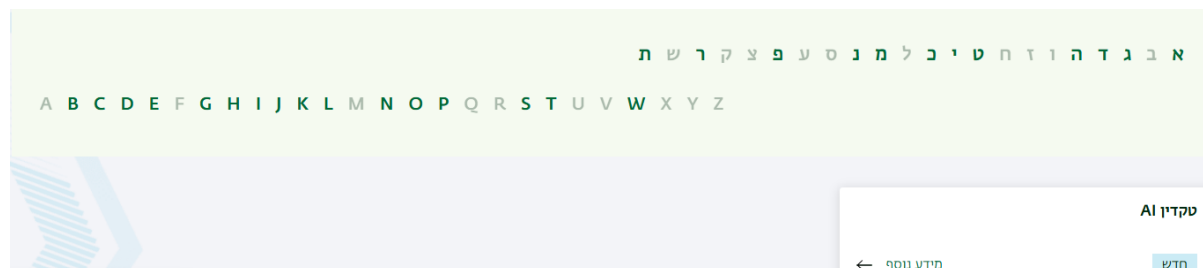 א ב ג ד ה ו ז ח ט י כ ל מ נ ס ע פ צ ק ר ש ת
A B C D E F G H I J K L M N O P Q R S T U V W X Y Z
טקדין AI
חדש
מידע נוסף ←